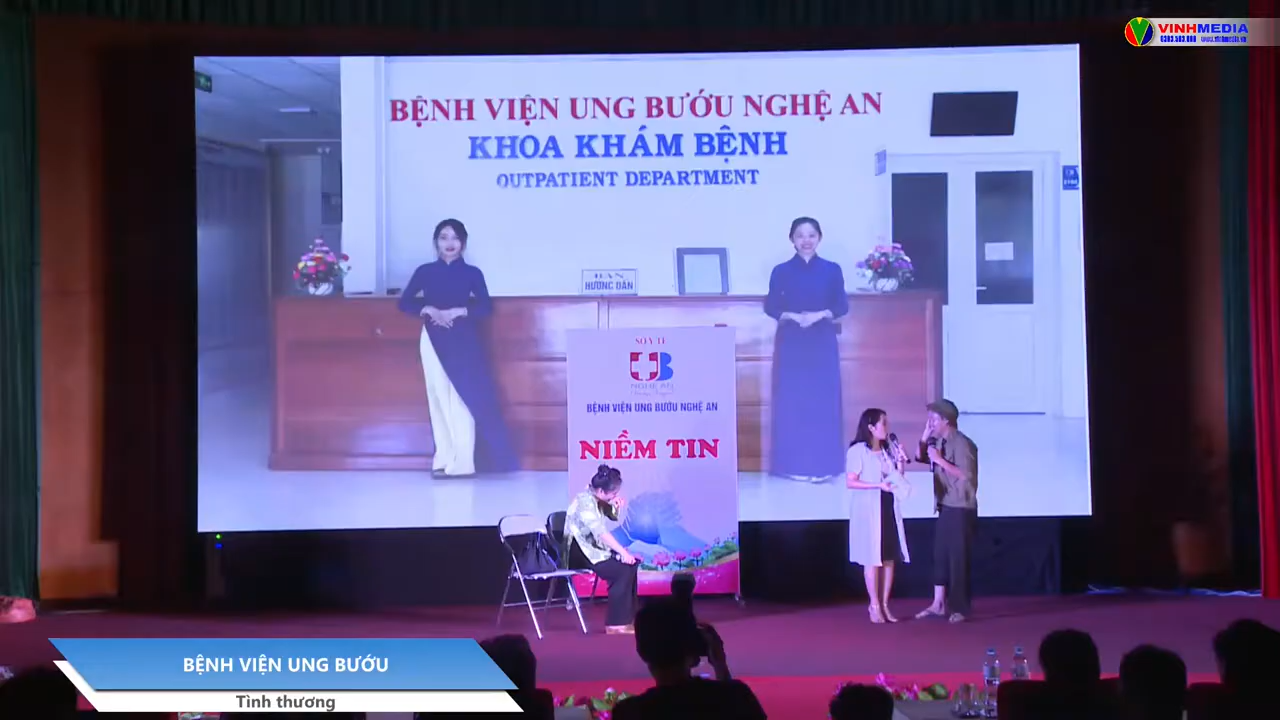 VINHMEDIA
BỆNH VIỆN UNG BƯỚU NGHỆ AN
KHOA KHÁM BỆNH
OUTPATIENT DEPARTMENT
BÀN
HƯỚNG DẪN
SỞ Y TẾ
NGHỆ AN
BỆNH VIỆN UNG BƯỚU NGHỆ AN
NIỀM TIN
BỆNH VIỆN UNG BƯỚU
Tình thương